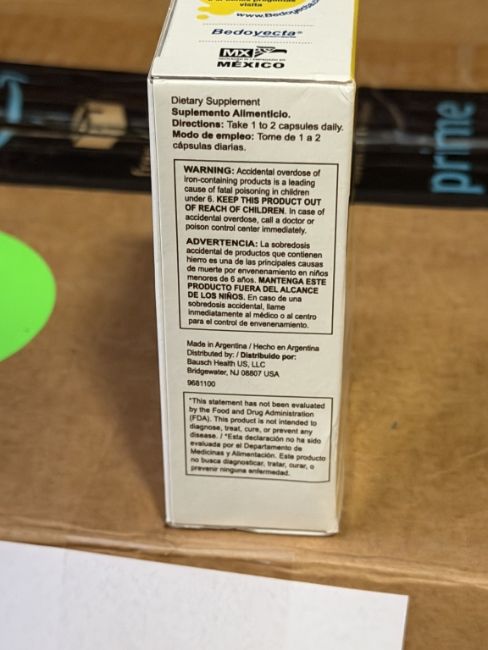 visita
www.Bedoyecta
Bedoyecta®
MX
MÉXICO
Dietary Supplement
Suplemento Alimenticio.
Directions: Take 1 to 2 capsules daily.
Modo de empleo: Tome de 1 a 2
cápsulas diarias.
WARNING: Accidental overdose of
iron-containing products is a leading
cause of fatal poisoning in children
under 6. KEEP THIS PRODUCT OUT
OF REACH OF CHILDREN. In case of
accidental overdose, call a doctor or
poison control center immediately.
ADVERTENCIA: La sobredosis
accidental de productos que contienen
hierro es una de las principales causas
de muerte por envenenamiento en niños
menores de 6 años. MANTENGA ESTE
PRODUCTO FUERA DEL ALCANCE
DE LOS NIÑOS. En caso de una
sobredosis accidental, llame
inmediatamente al médico o al centro
para el control de envenenamiento.
Made in Argentina / Hecho en Argentina
Distributed by: / Distribuido por:
Bausch Health US, LLC
Bridgewater, NJ 08807 USA
9681100
*This statement has not been evaluated
by the Food and Drug Administration
(FDA). This product is not intended to
diagnose, treat, cure, or prevent any
disease. / *Esta declaración no ha sido
evaluada por el Departamento de
Medicinas y Alimentación. Este producto
no busca diagnosticar, tratar, curar, o
prevenir ninguna enfermedad.
prime